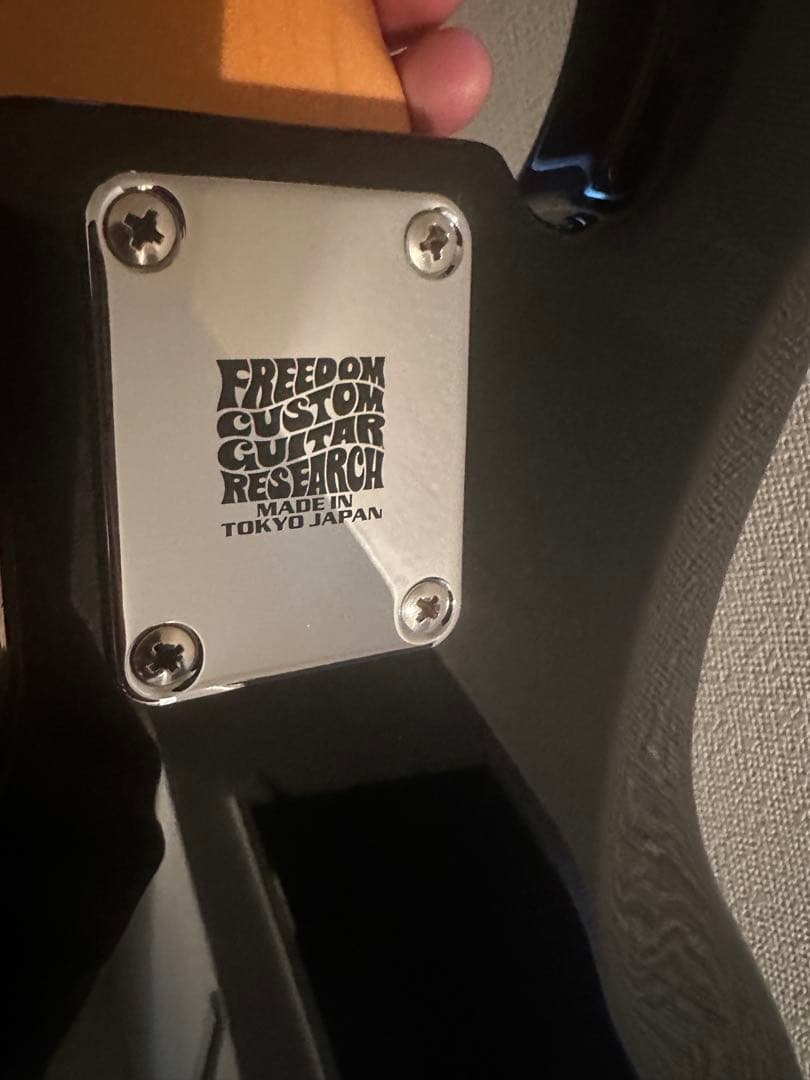 FREEDOM
CUSTOM
GUITAR
RESEARCH
MADE IN
TOKYO JAPAN